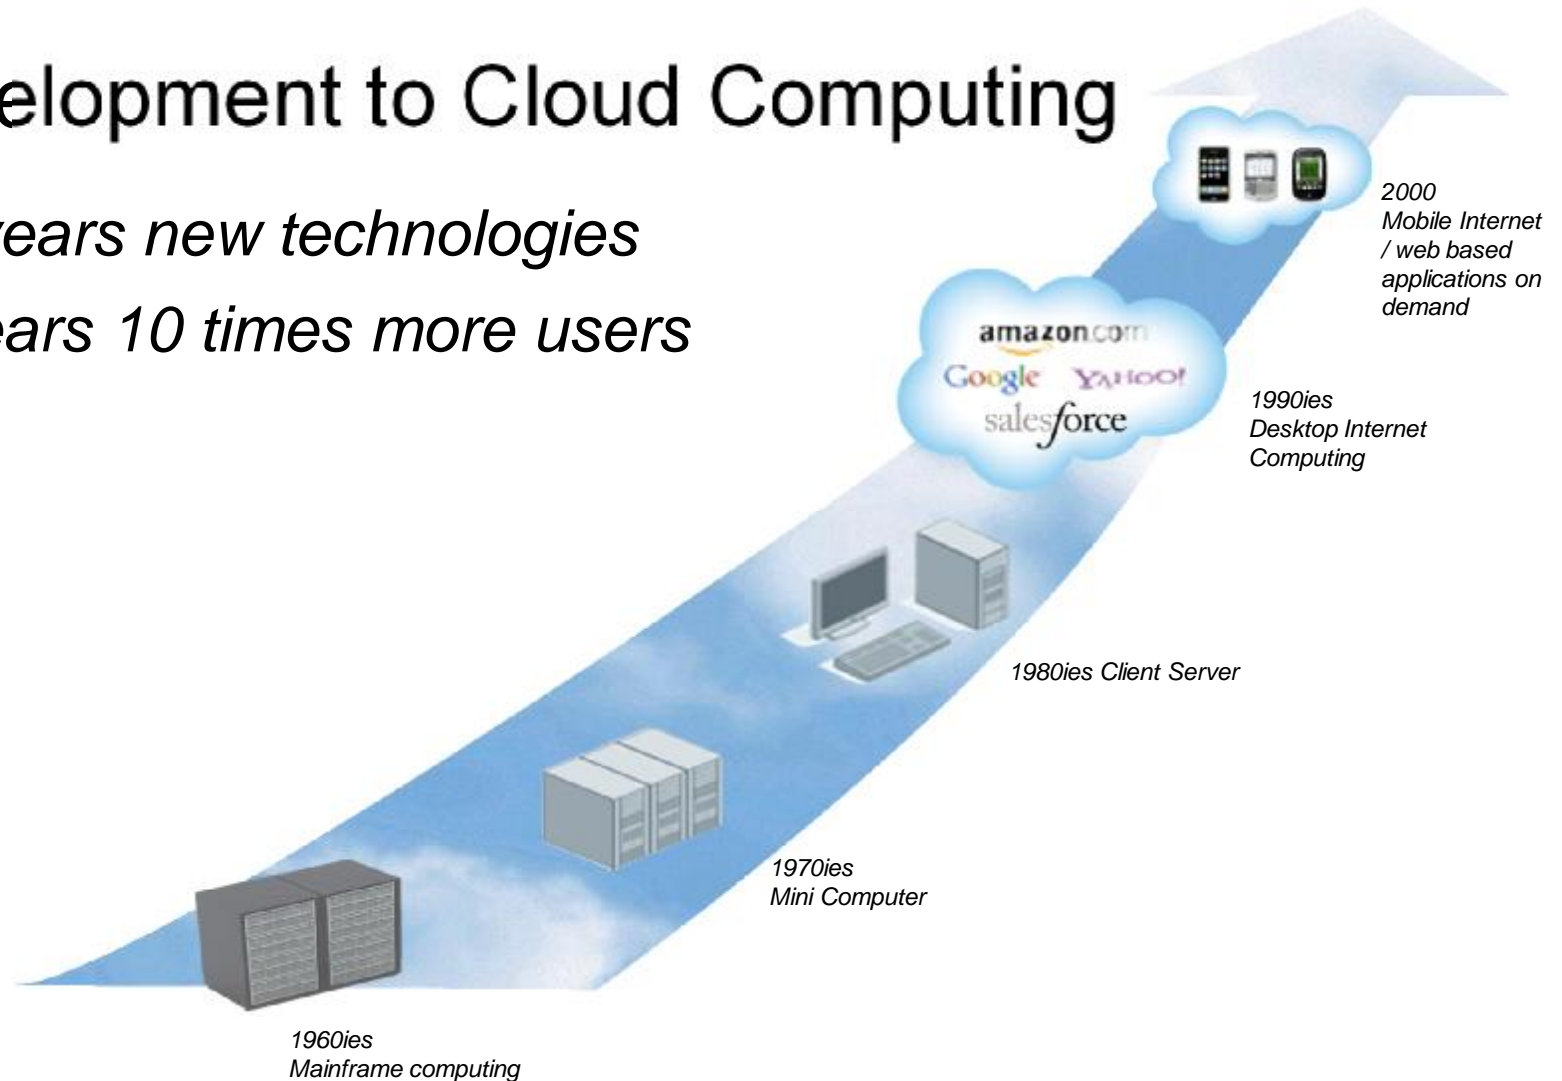 elopment to Cloud Computing
ears new technologies
ars 10 times more users
2000
Mobile Internet
/ web based
applications on
demand
amazon.com
Google YAHOO!
salesforce
1990ies
Desktop Internet
Computing
1980ies Client Server
1970ies
Mini Computer
1960ies
Mainframe computing